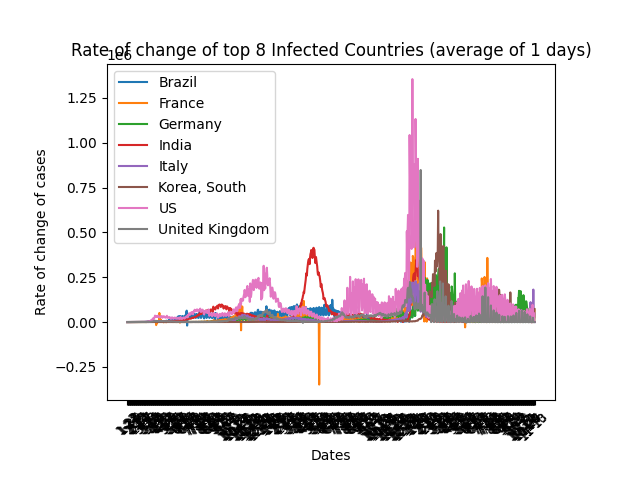 Rate of change of top 8 Infected Countries (average of 1 days)
1e6
Brazil
France
Germany
India
Italy
Korea, South
US
United Kingdom
1.25
1.00
0.75
0.50
0.25
0.00
−0.25
Rate of change of cases
Dates